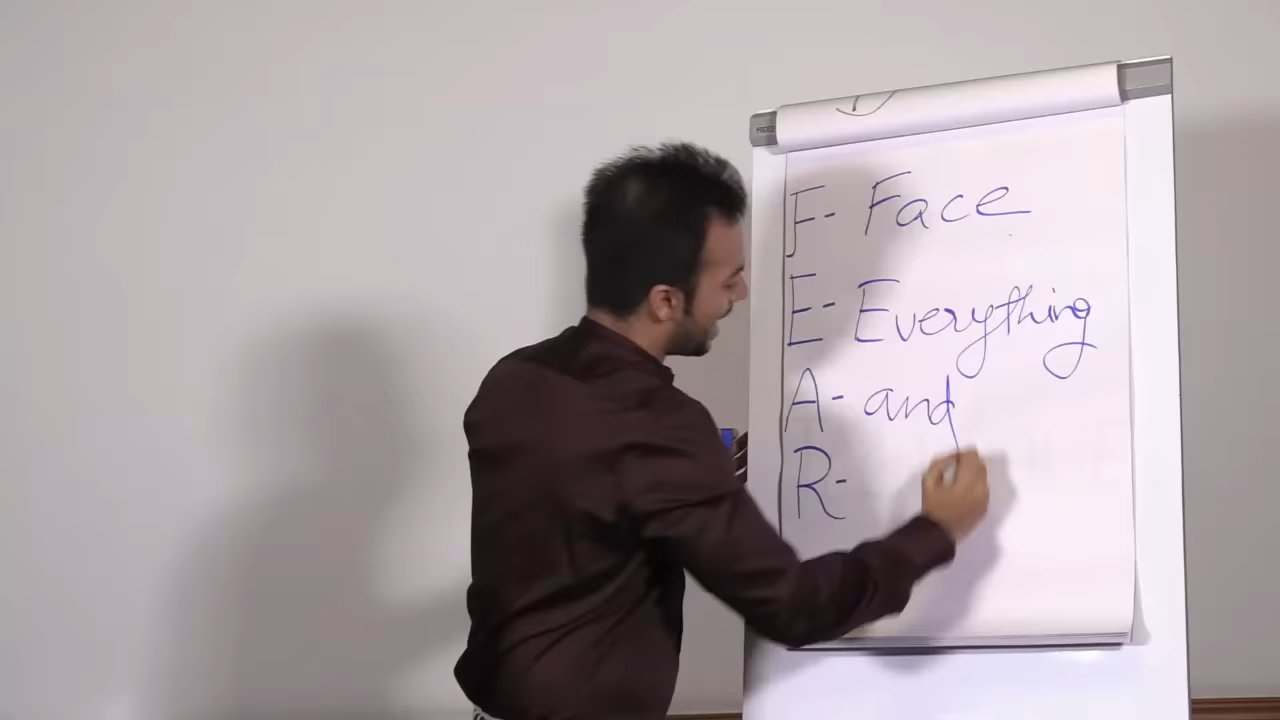 F- Face
E- Everything
A- and
R-